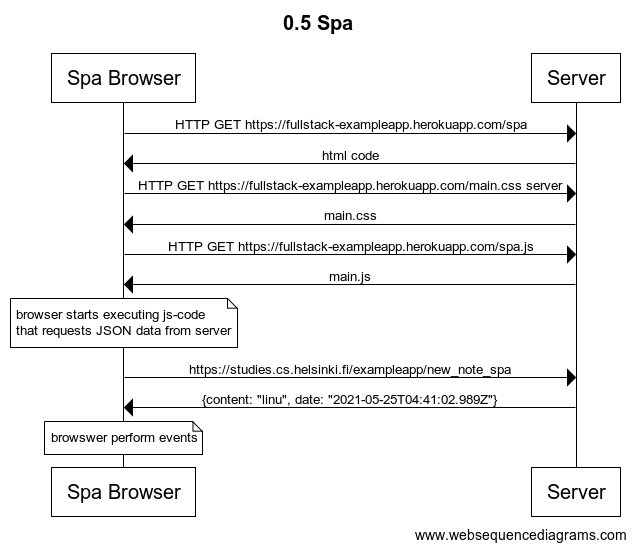 0.5 Spa
Spa Browser
Server
HTTP GET https://fullstack-exampleapp.herokuapp.com/spa
html code
HTTP GET https://fullstack-exampleapp.herokuapp.com/main.css server
main.css
HTTP GET https://fullstack-exampleapp.herokuapp.com/spa.js
main.js
browser starts executing js-code
that requests JSON data from server
https://studies.cs.helsinki.fi/exampleapp/new_note_spa
{content: "linu", date: "2021-05-25T04:41:02.989Z"}
browswer perform events
Spa Browser
Server
www.websequencediagrams.com